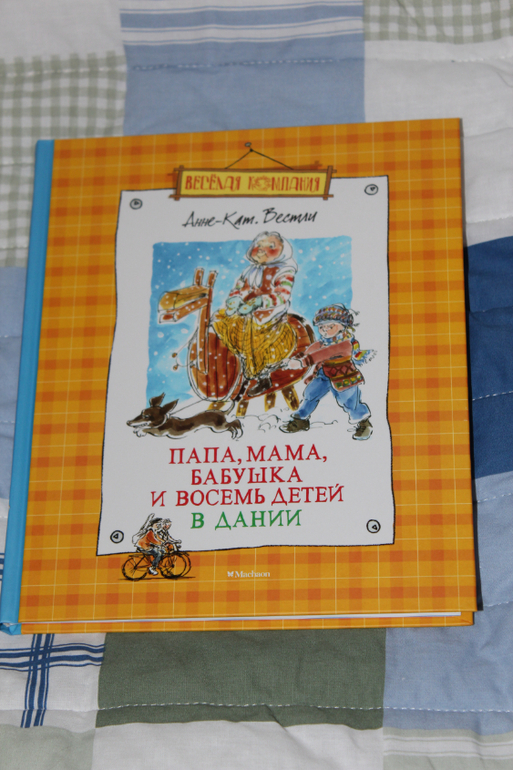 ВЕСЁЛАЯ КОМПАНИЯ
Анне-Кат. Вестли
ПАПА, МАМА,
БАБУШКА
И ВОСЕМЬ ДЕТЕЙ
В ДАНИИ
Machaon